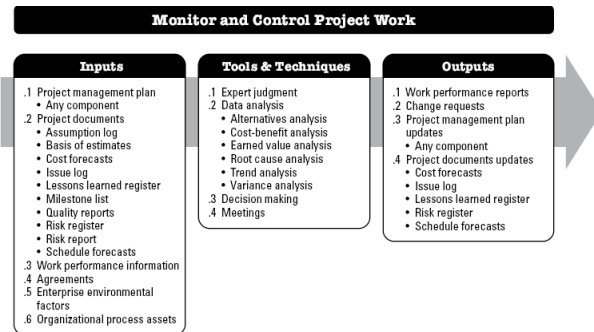 Monitor and Control Project Work
Inputs
.1 Project management plan
• Any component
.2 Project documents
• Assumption log
• Basis of estimates
• Cost forecasts
• Issue log
• Lessons learned register
• Milestone list
• Quality reports
• Risk register
• Risk report
• Schedule forecasts
.3 Work performance information
.4 Agreements
.5 Enterprise environmental
factors
.6 Organizational process assets
Tools & Techniques
.1 Expert judgment
.2 Data analysis
• Alternatives analysis
• Cost-benefit analysis
• Earned value analysis
• Root cause analysis
• Trend analysis
• Variance analysis
.3 Decision making
.4 Meetings
Outputs
.1 Work performance reports
.2 Change requests
.3 Project management plan
updates
• Any component
.4 Project documents updates
• Cost forecasts
• Issue log
• Lessons learned register
• Risk register
• Schedule forecasts